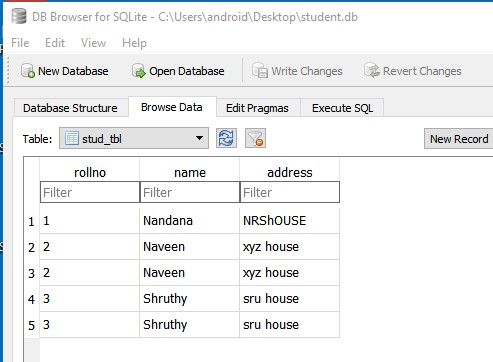 DB Browser for SQLite - C:\Users\android\Desktop\student.db
File Edit View Help
New Database Open Database Write Changes Revert Changes
Database Structure Browse Data Edit Pragmas Execute SQL
Table: stud_tbl New Record
rollno name address
Filter Filter Filter
1 1 Nandana NRShOUSE
2 2 Naveen xyz house
3 2 Naveen xyz house
4 3 Shruthy sru house
5 3 Shruthy sru house